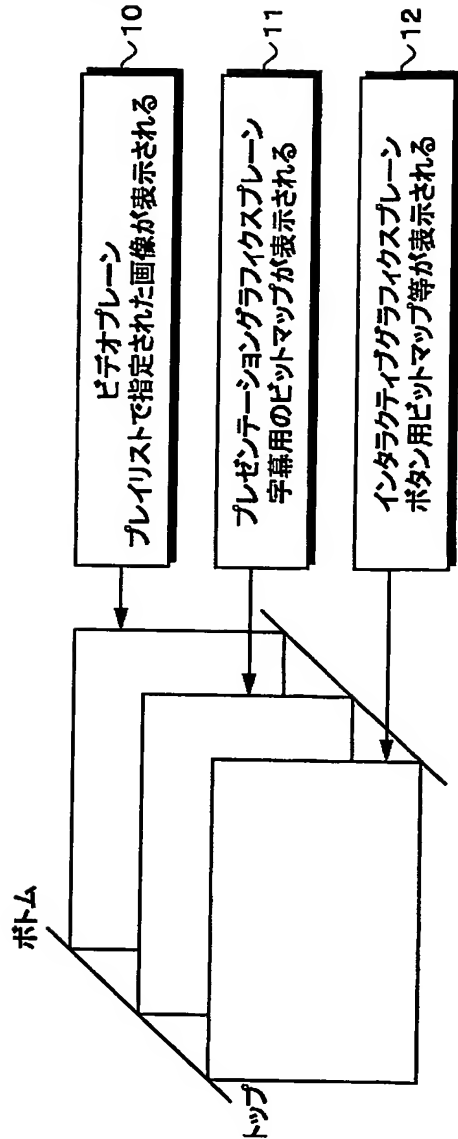 ボトム
トップ
ビデオプレーン
プレイリストで指定された画像が表示される
10
プレゼンテーショングラフィクスプレーン
字幕用のビットマップが表示される
11
インタラクティブグラフィクスプレーン
ボタン用ビットマップ等が表示される
12